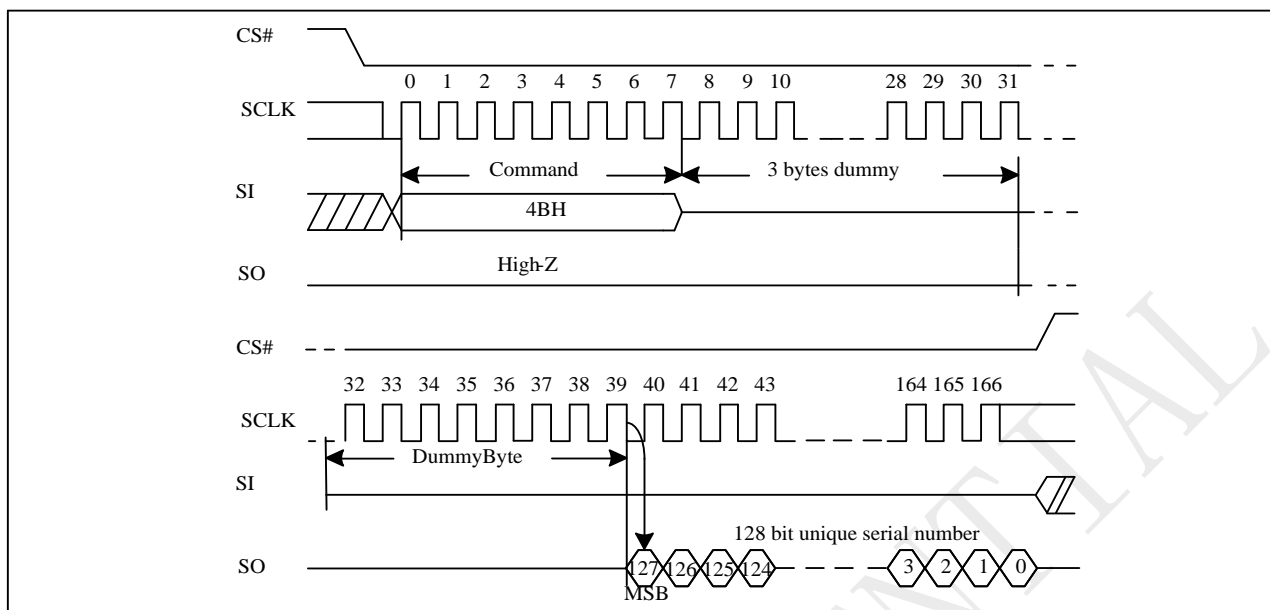 CS#
0 1 2 3 4 5 6 7 8 9 10 28 29 30 31
SCLK
Command 3 bytes dummy
SI
4BH
High-Z
SO
CS#
32 33 34 35 36 37 38 39 40 41 42 43 164 165 166
SCLK
DummyByte
SI
128 bit unique serial number
SO 127 126 125 124 3 2 1 0
MSB
NTIAL